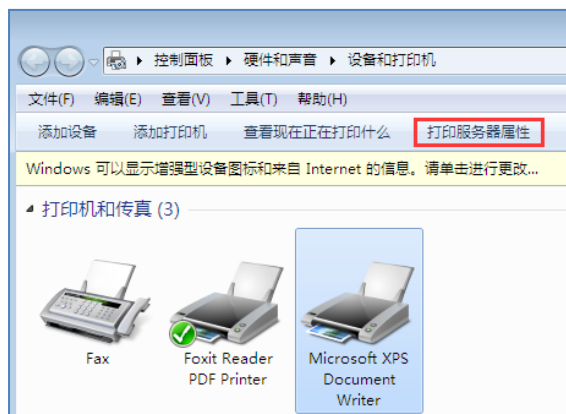 控制面板 硬件和声音 设备和打印机
文件(F) 编辑(E) 查看(V) 工具(T) 帮助(H)
添加设备 添加打印机 查看现在正在打印什么 打印服务器属性
Windows 可以显示增强型设备图标和来自 Internet 的信息。请单击进行更改...
打印机和传真 (3)
Fax
Foxit Reader
PDF Printer
Microsoft XPS
Document
Writer